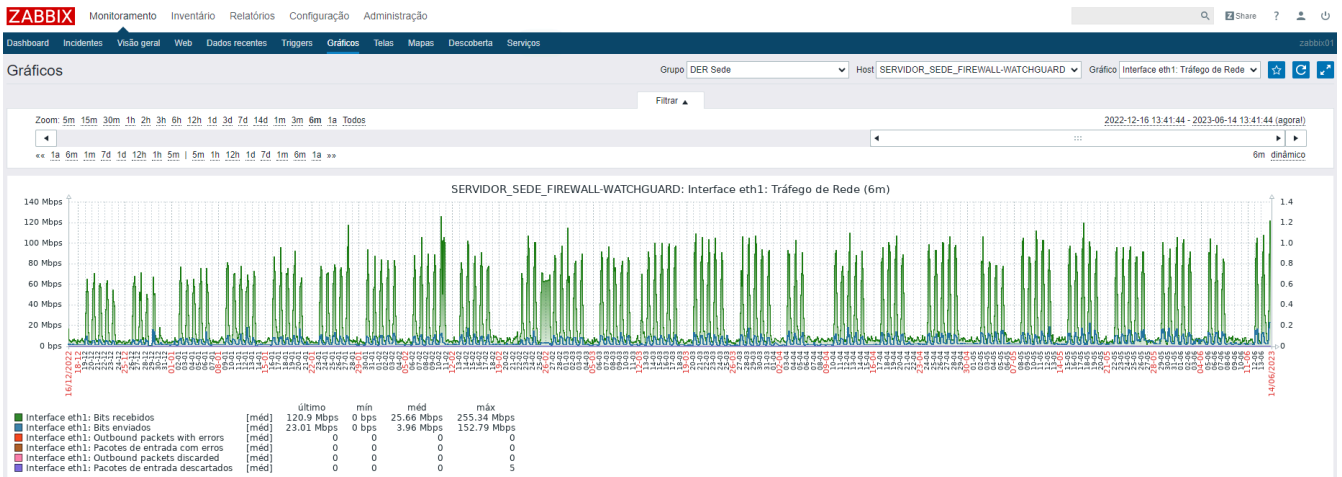 ZABBIX Monitoramento Inventário Relatórios Configuração Administração Z Share ?
Dashboard Incidentes Visão geral Web Dados recentes Triggers Gráficos Telas Mapas Descoberta Serviços zabbix01
Gráficos Grupo DER Sede Host SERVIDOR_SEDE_FIREWALL-WATCHGUARD Gráfico Interface eth1: Tráfego de Rede
Filtrar ▲
Zoom: 5m 15m 30m 1h 2h 3h 6h 12h 1d 3d 7d 14d 1m 3m 6m 1a Todos 2022-12-16 13:41:44 - 2023-06-14 13:41:44 (agora!)
«« 1a 6m 1m 7d 1d 12h 1h 5m | 5m 1h 12h 1d 7d 1m 6m 1a »» 6m dinâmico
SERVIDOR_SEDE_FIREWALL-WATCHGUARD: Interface eth1: Tráfego de Rede (6m)
140 Mbps 1.4
120 Mbps 1.2
100 Mbps 1.0
80 Mbps 0.8
60 Mbps 0.6
40 Mbps 0.4
20 Mbps 0.2
0 bps 0
16/12/2022 14/06/2023
último mín méd máx
Interface eth1: Bits recebidos [méd] 120.9 Mbps 0 bps 25.66 Mbps 255.34 Mbps
Interface eth1: Bits enviados [méd] 23.01 Mbps 0 bps 3.96 Mbps 152.79 Mbps
Interface eth1: Outbound packets with errors [méd] 0 0 0 0
Interface eth1: Pacotes de entrada com erros [méd] 0 0 0 0
Interface eth1: Outbound packets discarded [méd] 0 0 0 0
Interface eth1: Pacotes de entrada descartados [méd] 0 0 0 5